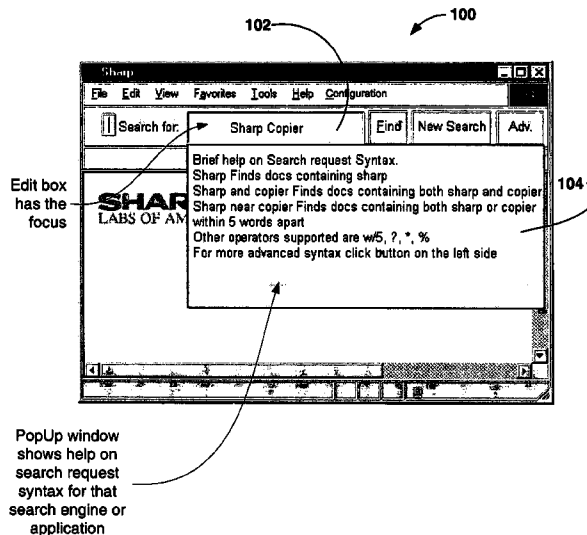 100
102
Sharp
File Edit View Favorites Tools Help Configuration
Search for: Sharp Copier Find New Search Adv.
Brief help on Search request Syntax.
Sharp Finds docs containing sharp
Sharp and copier Finds docs containing both sharp and copier
Sharp near copier Finds docs containing both sharp or copier
within 5 words apart
Other operators supported are w/5, ?, *, %
For more advanced syntax click button on the left side
104
Edit box
has the
focus
SHAR
LABS OF AM
PopUp window
shows help on
search request
syntax for that
search engine or
application